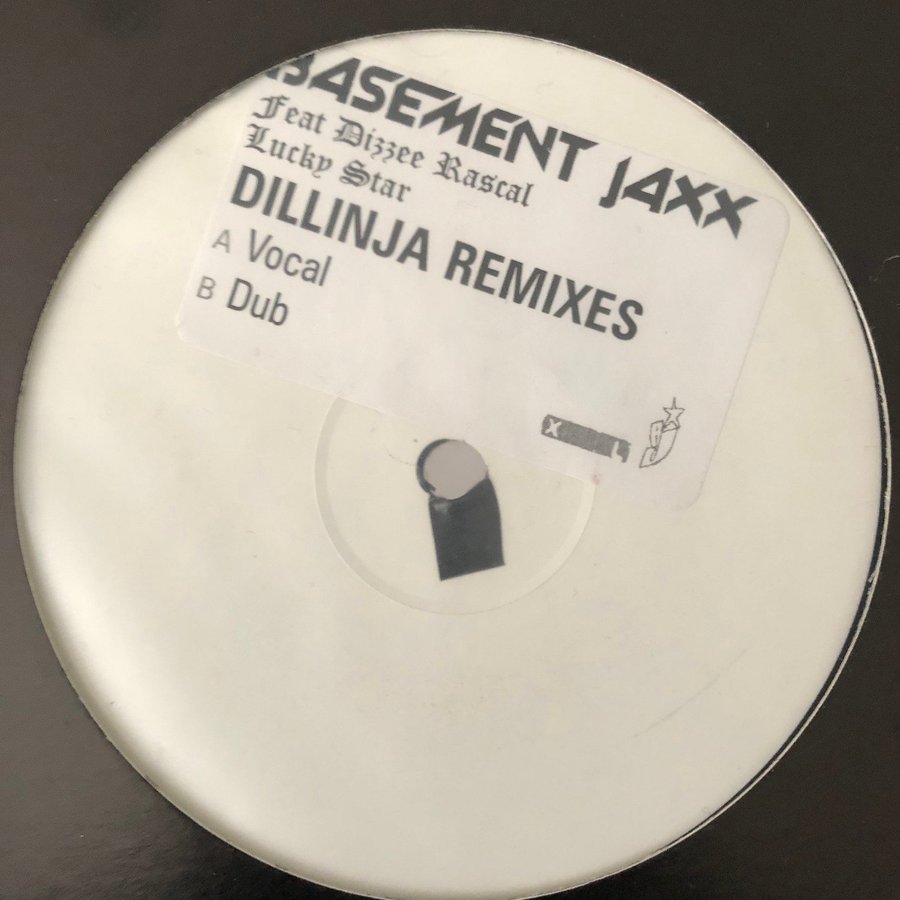 BASEMENT JAXX
Feat Dizzee Rascal
Lucky Star
DILLINJA REMIXES
A Vocal
B Dub
X L